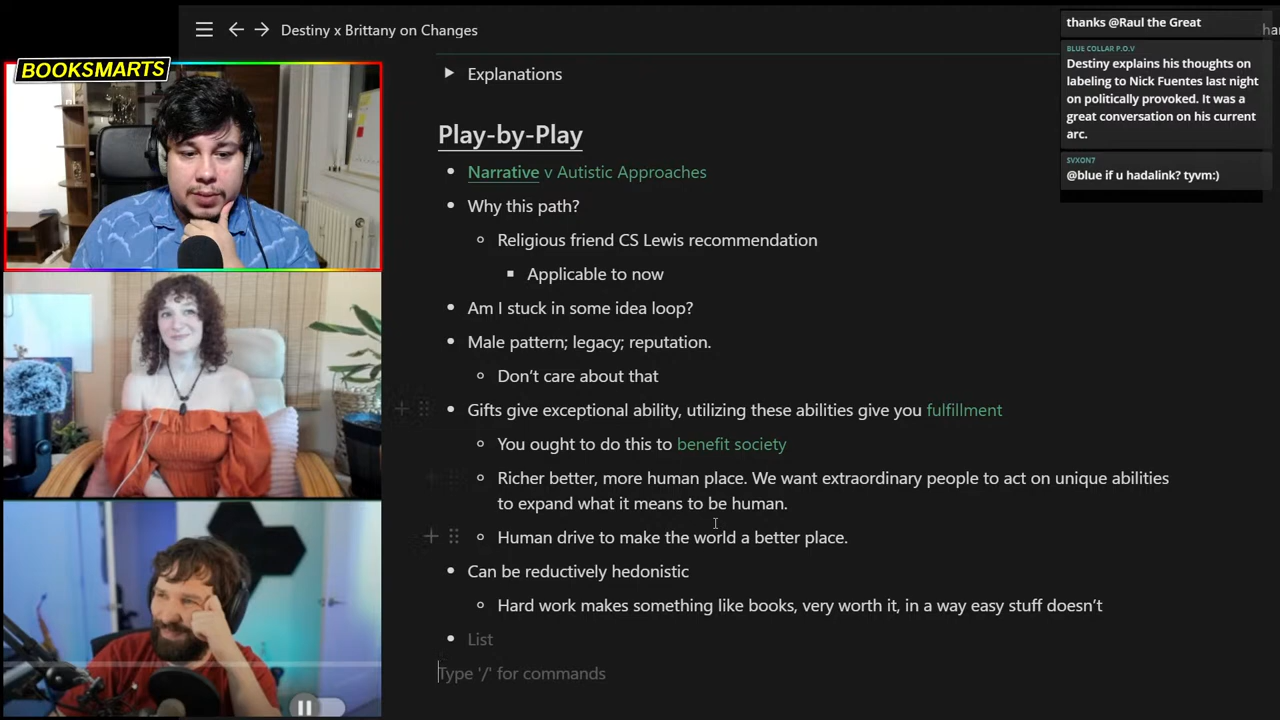 Destiny x Brittany on Changes
BOOKSMARTS
Explanations
Play-by-Play
Narrative v Autistic Approaches
Why this path?
Religious friend CS Lewis recommendation
Applicable to now
Am I stuck in some idea loop?
Male pattern; legacy; reputation.
Don't care about that
Gifts give exceptional ability, utilizing these abilities give you fulfillment
You ought to do this to benefit society
Richer better, more human place. We want extraordinary people to act on unique abilities
to expand what it means to be human.
Human drive to make the world a better place.
Can be reductively hedonistic
Hard work makes something like books, very worth it, in a way easy stuff doesn't
List
Type '/' for commands
thanks @Raul the Great
BLUE COLLAR P.O.V
Destiny explains his thoughts on
labeling to Nick Fuentes last night
on politically provoked. It was a
great conversation on his current
arc.
SVXON7
@blue if u hadalink? tyvm:)